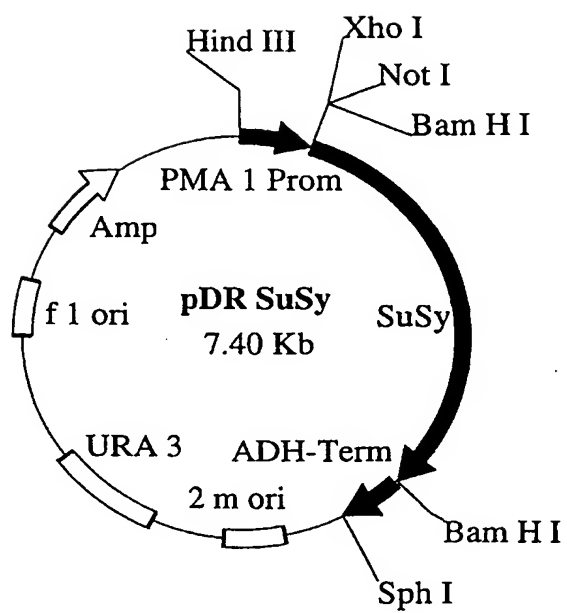 Hind III
Xho I
Not I
Bam H I
PMA 1 Prom
Amp
f 1 ori
pDR SuSy
7.40 Kb
SuSy
URA 3
ADH-Term
2 m ori
Bam H I
Sph I